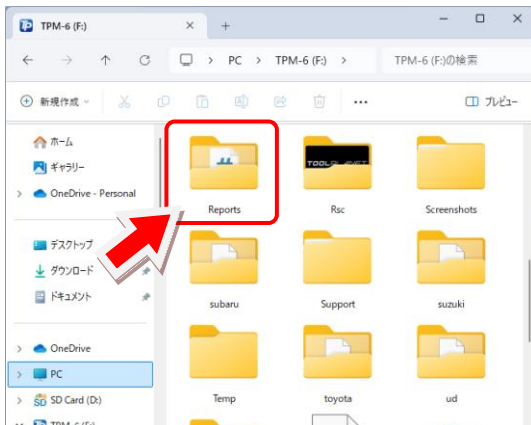 TPM-6 (F:)
PC > TPM-6 (F:) >
TPM-6 (F:)の検索
新規作成
プレビュー
ホーム
ギャラリー
OneDrive - Personal
デスクトップ
ダウンロード
ドキュメント
OneDrive
PC
SD Card (D:)
TPM-6 (F:)
Reports
Rsc
Screenshots
subaru
Support
suzuki
Temp
toyota
ud